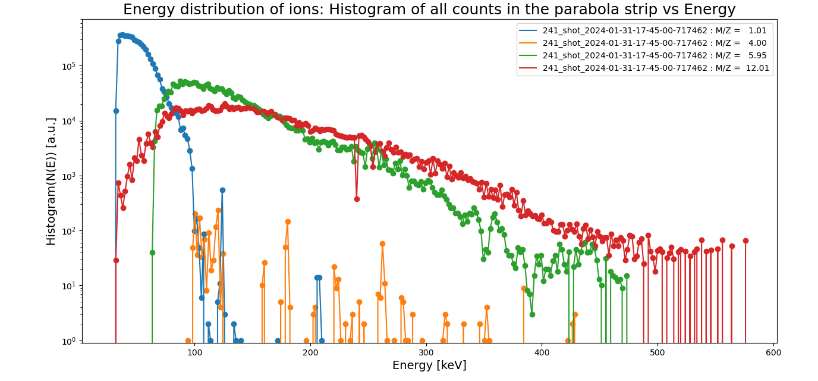 Energy distribution of ions: Histogram of all counts in the parabola strip vs Energy
241_shot_2024-01-31-17-45-00-717462 : M/Z = 1.01
241_shot_2024-01-31-17-45-00-717462 : M/Z = 4.00
241_shot_2024-01-31-17-45-00-717462 : M/Z = 5.95
241_shot_2024-01-31-17-45-00-717462 : M/Z = 12.01
Histogram(N(E)) [a.u.]
10⁵
10⁴
10³
10²
10¹
10⁰
100 200 300 400 500 600
Energy [keV]